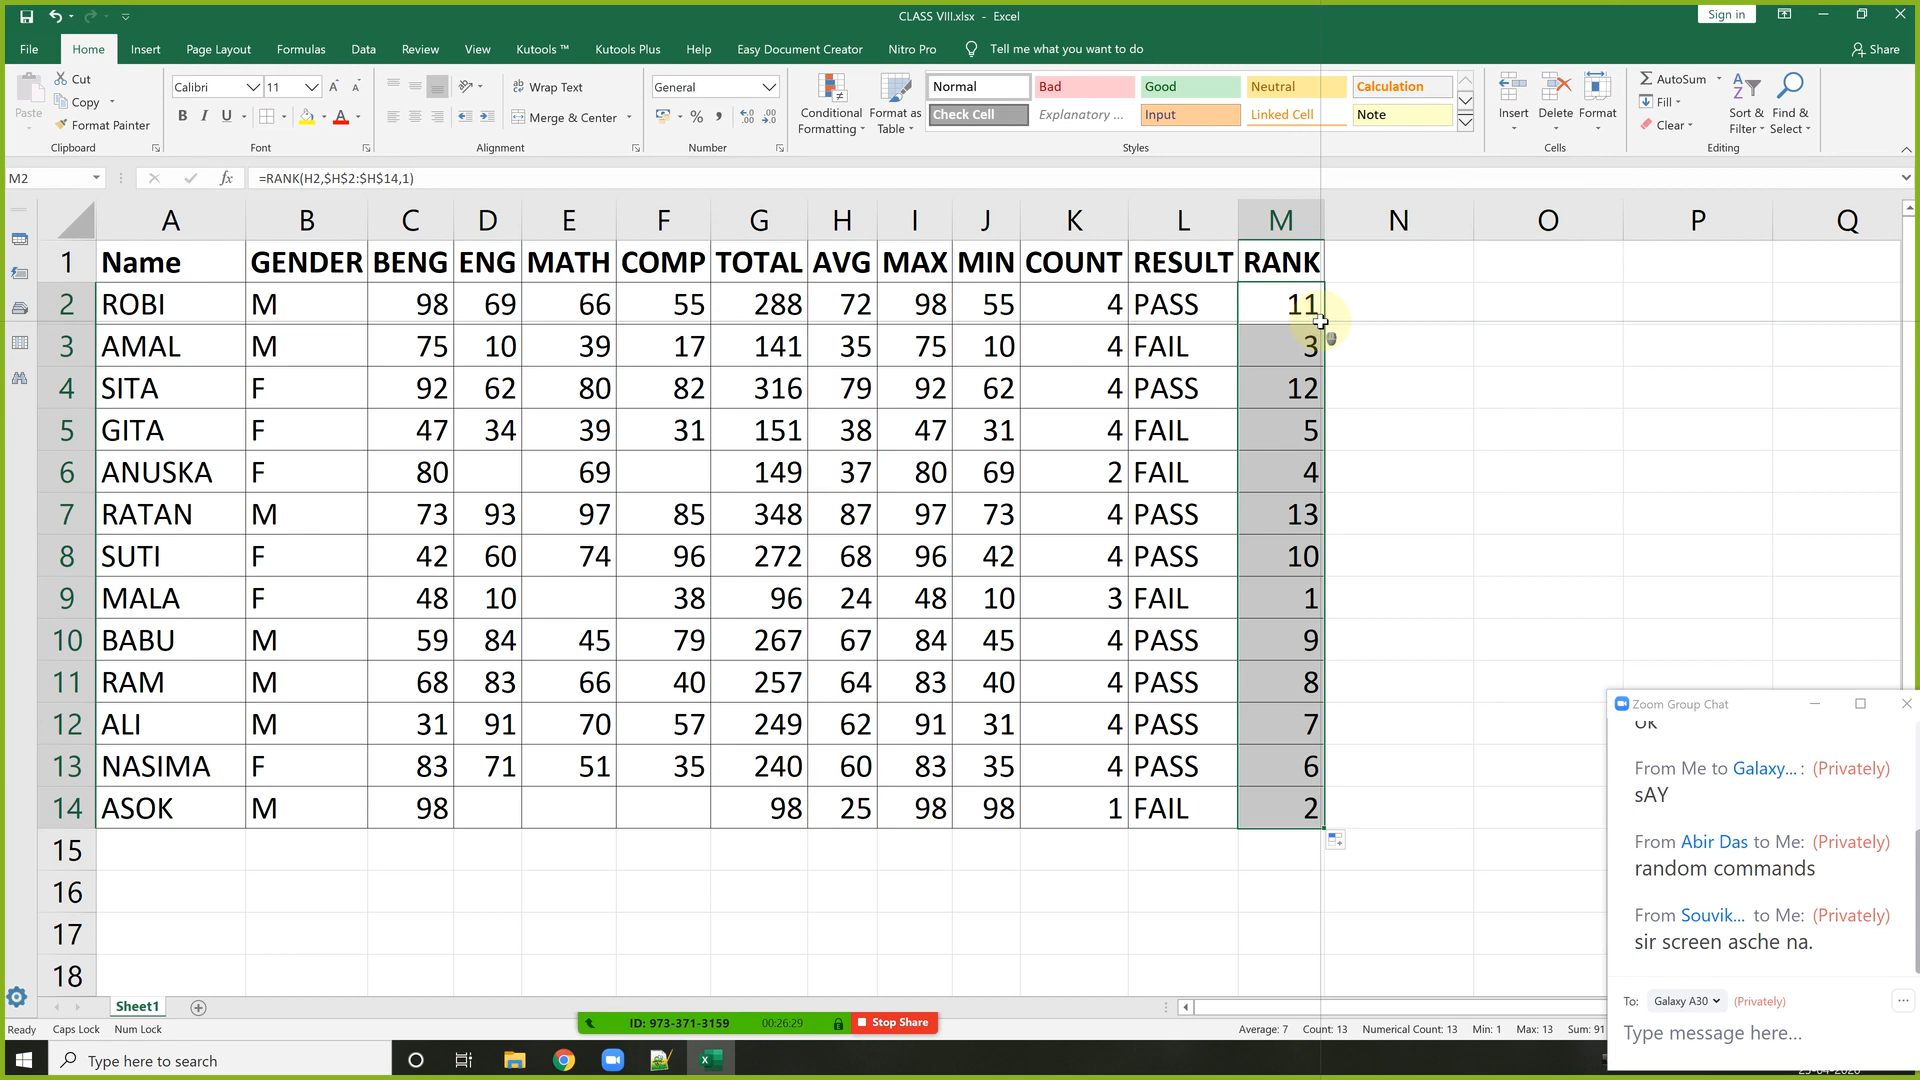 CLASS VIII.xlsx - Excel
Sign in
File Home Insert Page Layout Formulas Data Review View Kutools ™ Kutools Plus Help Easy Document Creator Nitro Pro Tell me what you want to do Share
Paste
Cut
Copy
Format Painter
Clipboard
Calibri 11
B I U
Font
Wrap Text
Merge & Center
Alignment
General
Number
Conditional Formatting
Format as Table
Normal Bad Good Neutral Calculation
Check Cell Explanatory ... Input Linked Cell Note
Styles
Insert Delete Format
Cells
AutoSum
Fill
Clear
Sort & Filter
Find & Select
Editing
M2 fx =RANK(H2,$H$2:$H$14,1)
A B C D E F G H I J K L M N O P Q
1 Name GENDER BENG ENG MATH COMP TOTAL AVG MAX MIN COUNT RESULT RANK
2 ROBI M 98 69 66 55 288 72 98 55 4 PASS 11
3 AMAL M 75 10 39 17 141 35 75 10 4 FAIL 3
4 SITA F 92 62 80 82 316 79 92 62 4 PASS 12
5 GITA F 47 34 39 31 151 38 47 31 4 FAIL 5
6 ANUSKA F 80 69 149 37 80 69 2 FAIL 4
7 RATAN M 73 93 97 85 348 87 97 73 4 PASS 13
8 SUTI F 42 60 74 96 272 68 96 42 4 PASS 10
9 MALA F 48 10 38 96 24 48 10 3 FAIL 1
10 BABU M 59 84 45 79 267 67 84 45 4 PASS 9
11 RAM M 68 83 66 40 257 64 83 40 4 PASS 8
12 ALI M 31 91 70 57 249 62 91 31 4 PASS 7
13 NASIMA F 83 71 51 35 240 60 83 35 4 PASS 6
14 ASOK M 98 98 25 98 98 1 FAIL 2
15
16
17
18
Zoom Group Chat
From Me to Galaxy... : (Privately)
sAY
From Abir Das to Me: (Privately)
random commands
From Souvik... to Me: (Privately)
sir screen asche na.
To: Galaxy A30 (Privately)
Type message here...
Sheet1
Ready Caps Lock Num Lock
ID: 973-371-3159 00:26:29 Stop Share
Average: 7 Count: 13 Numerical Count: 13 Min: 1 Max: 13 Sum: 91
Type here to search